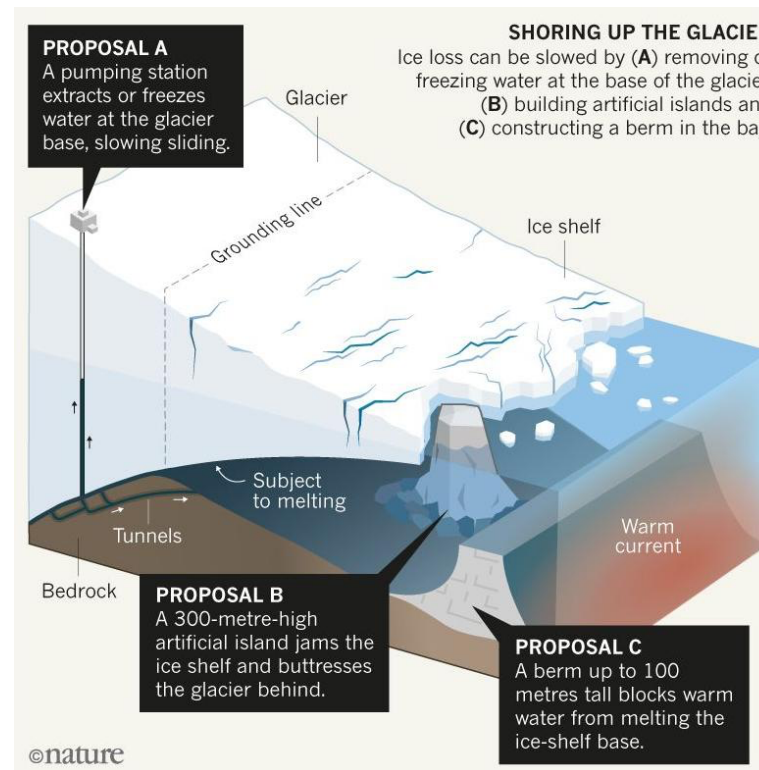 PROPOSAL A
A pumping station
extracts or freezes
water at the glacier
base, slowing sliding.
SHORING UP THE GLACIE
Ice loss can be slowed by (A) removing o
freezing water at the base of the glacie
(B) building artificial islands an
(C) constructing a berm in the ba
Glacier
Grounding line
Ice shelf
Subject
to melting
Tunnels
Warm
current
Bedrock
PROPOSAL B
A 300-metre-high
artificial island jams the
ice shelf and buttresses
the glacier behind.
PROPOSAL C
A berm up to 100
metres tall blocks warm
water from melting the
ice-shelf base.
©nature